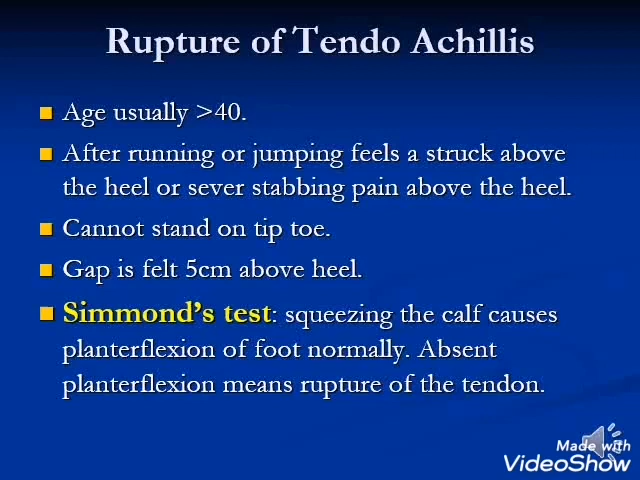 Rupture of Tendo Achillis
Age usually >40.
After running or jumping feels a struck above
the heel or sever stabbing pain above the heel.
Cannot stand on tip toe.
Gap is felt 5cm above heel.
Simmond's test: squeezing the calf causes
planterflexion of foot normally. Absent
planterflexion means rupture of the tendon.
Made with
VideoShow